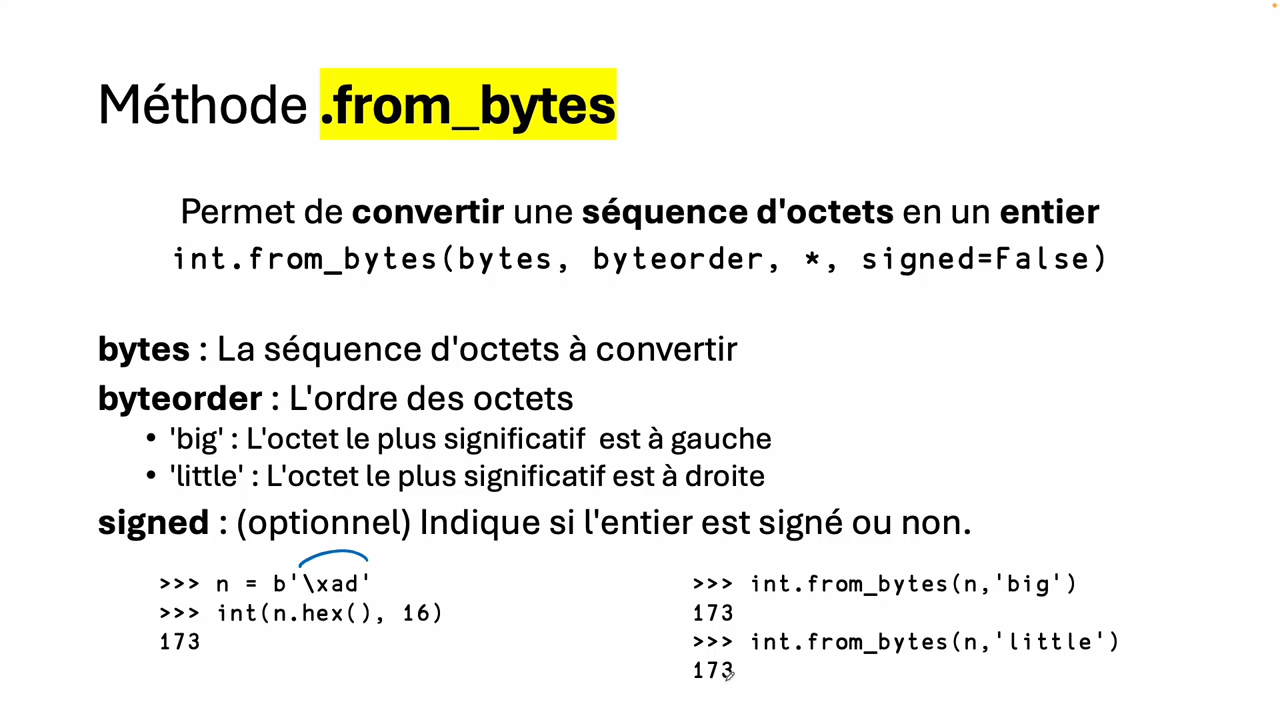 Méthode .from_bytes
Permet de convertir une séquence d'octets en un entier
int.from_bytes(bytes, byteorder, *, signed=False)
bytes : La séquence d'octets à convertir
byteorder : L'ordre des octets
• 'big' : L'octet le plus significatif  est à gauche
• 'little' : L'octet le plus significatif est à droite
signed : (optionnel) Indique si l'entier est signé ou non.
>>> n = b'\xad'
>>> int(n.hex(), 16)
173
>>> int.from_bytes(n,'big')
173
>>> int.from_bytes(n,'little')
173